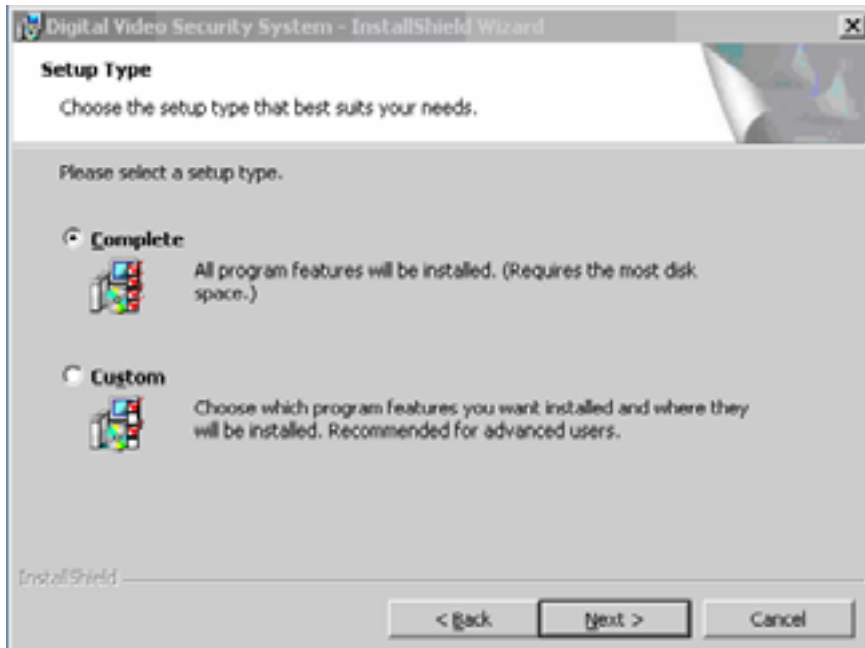 Digital Video Security System - InstallShield Wizard
Setup Type
Choose the setup type that best suits your needs.
Please select a setup type.
Complete
All program features will be installed. (Requires the most disk
space.)
Custom
Choose which program features you want installed and where they
will be installed. Recommended for advanced users.
InstallShield
< Back
Next >
Cancel